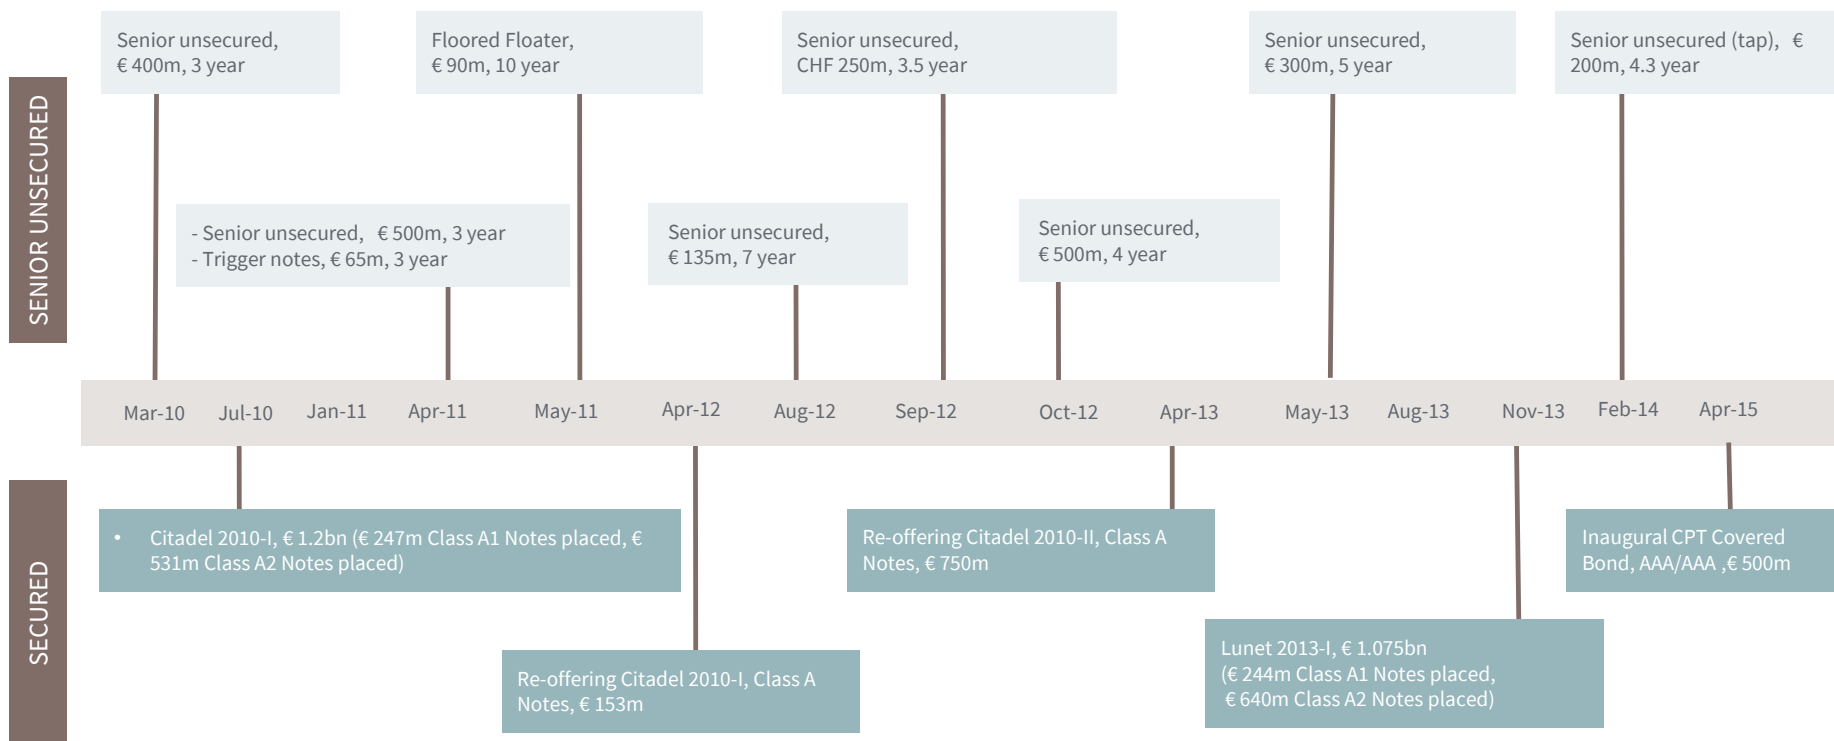 Senior unsecured,
€ 400m, 3 year
Floored Floater,
€ 90m, 10 year
Senior unsecured,
CHF 250m, 3.5 year
Senior unsecured,
€ 300m, 5 year
Senior unsecured (tap), €
200m, 4.3 year
SENIOR UNSECURED
- Senior unsecured, € 500m, 3 year
- Trigger notes, € 65m, 3 year
Senior unsecured,
€ 135m, 7 year
Senior unsecured,
€ 500m, 4 year
Mar-10 Jul-10 Jan-11 Apr-11 May-11 Apr-12 Aug-12 Sep-12 Oct-12 Apr-13 May-13 Aug-13 Nov-13 Feb-14 Apr-15
SECURED
• Citadel 2010-I, € 1.2bn (€ 247m Class A1 Notes placed, €
531m Class A2 Notes placed)
Re-offering Citadel 2010-II, Class A
Notes, € 750m
Inaugural CPT Covered
Bond, AAA/AAA ,€ 500m
Re-offering Citadel 2010-I, Class A
Notes, € 153m
Lunet 2013-I, € 1.075bn
(€ 244m Class A1 Notes placed,
€ 640m Class A2 Notes placed)